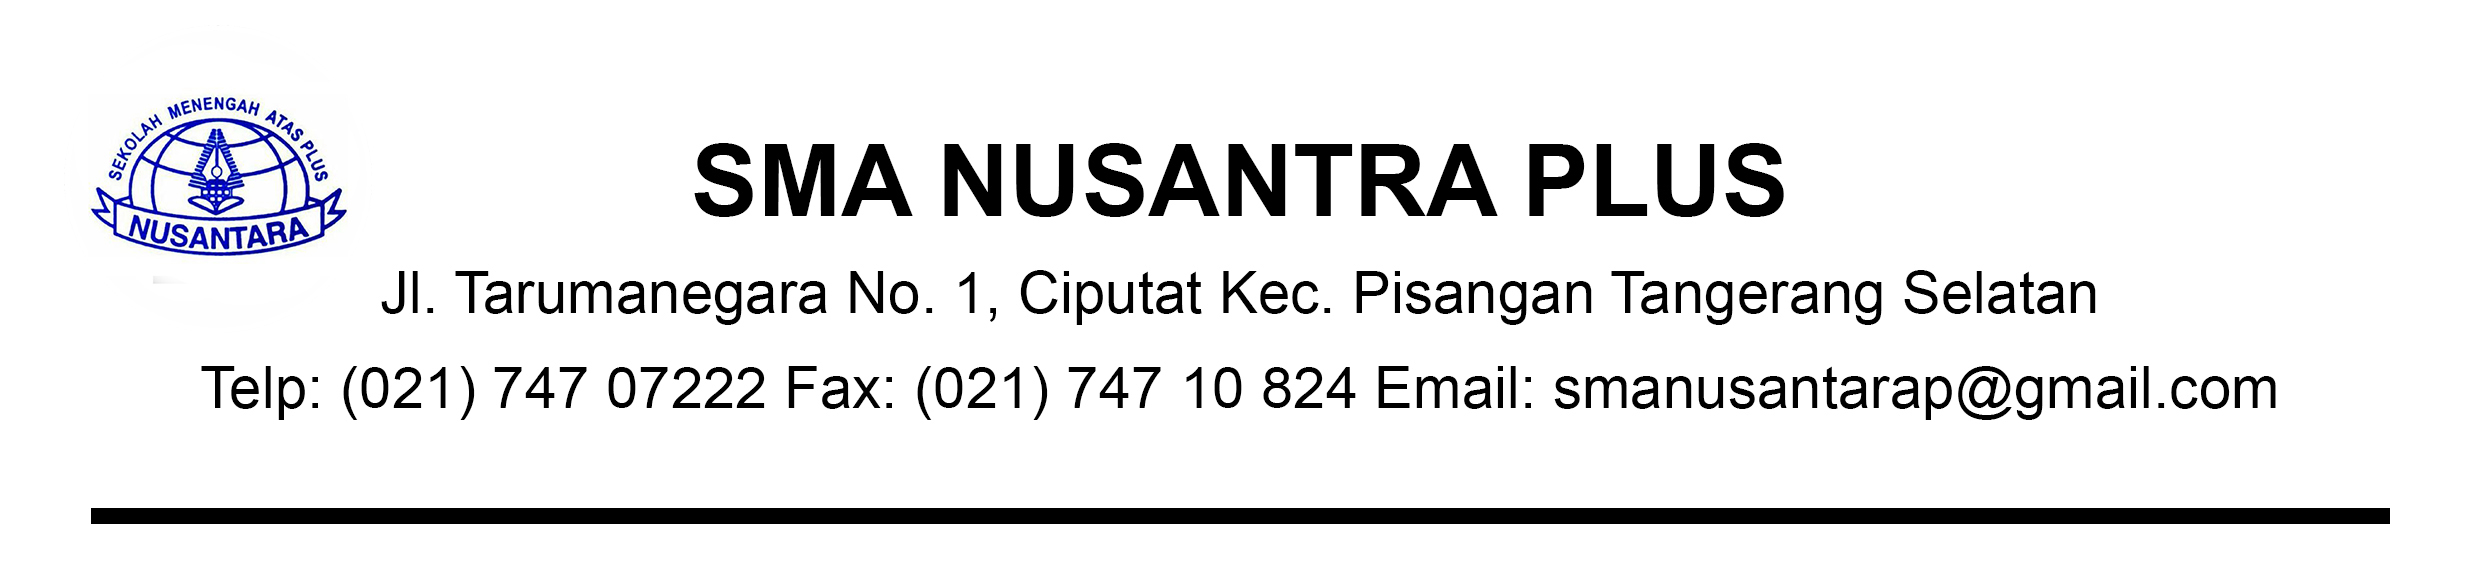 SEKOLAH MENENGAH ATAS PLUS
NUSANTARA
SMA NUSANTRA PLUS
Jl. Tarumanegara No. 1, Ciputat Kec. Pisangan Tangerang Selatan
Telp: (021) 747 07222 Fax: (021) 747 10 824 Email: smanusantarap@gmail.com